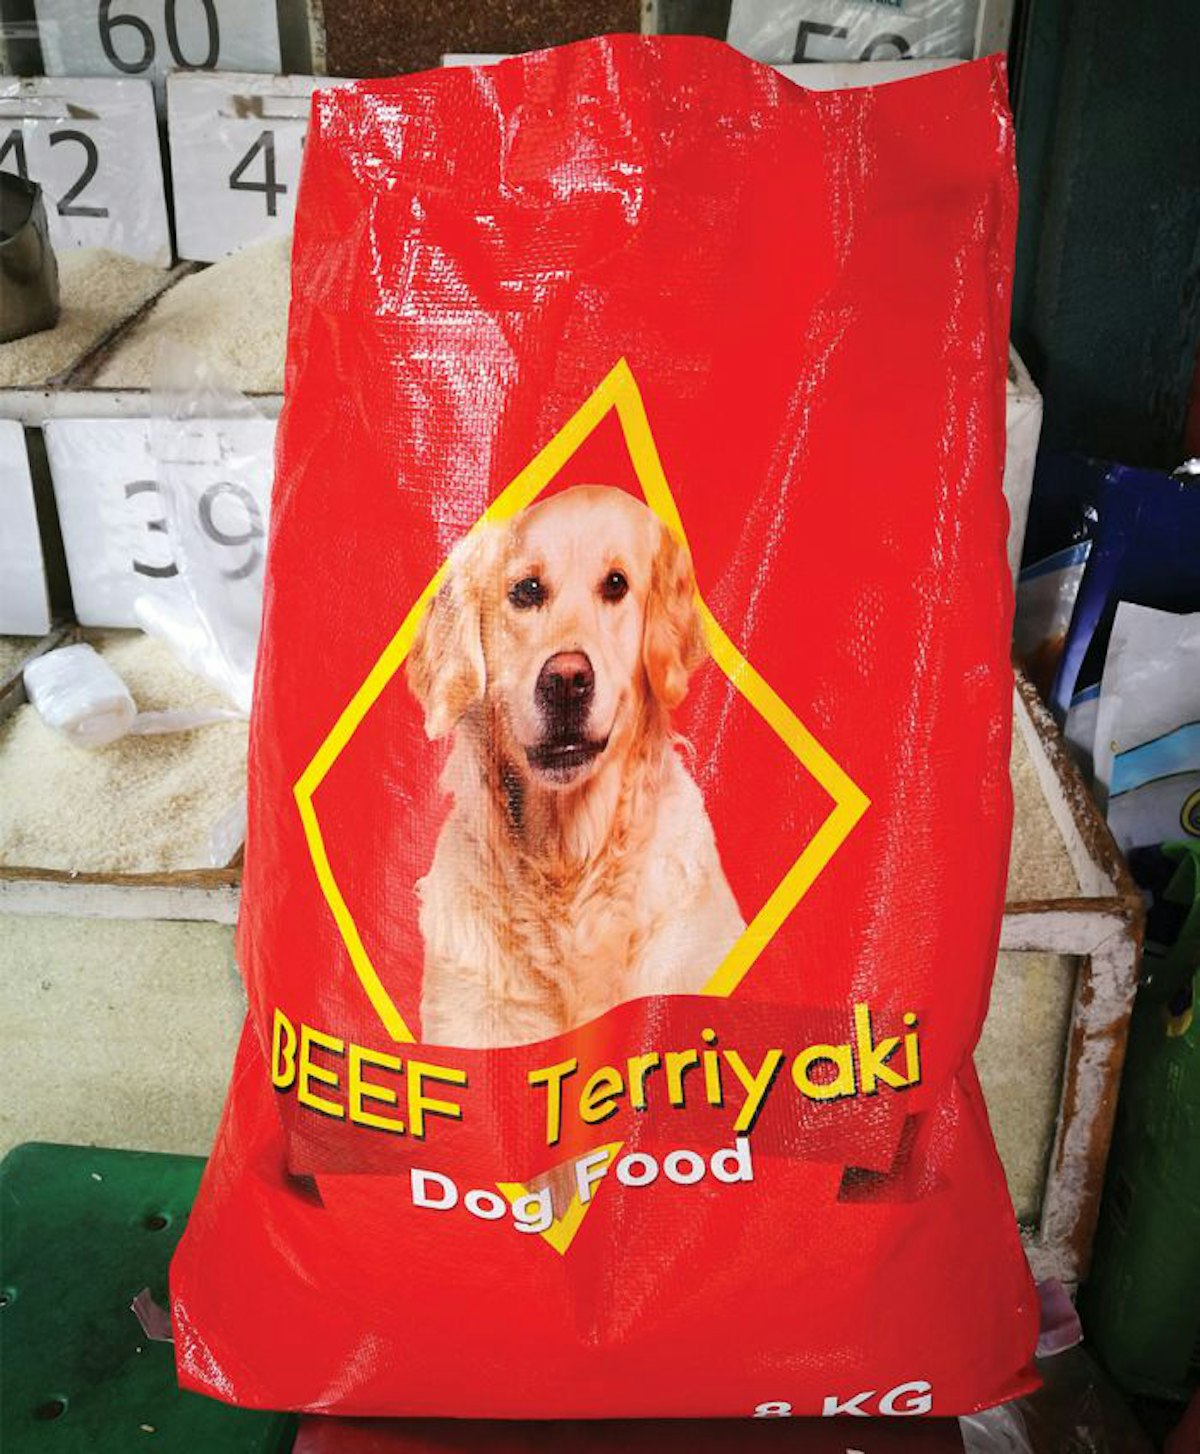 60
42
4
39
BEEF Terriyaki
Dog Food
8 KG